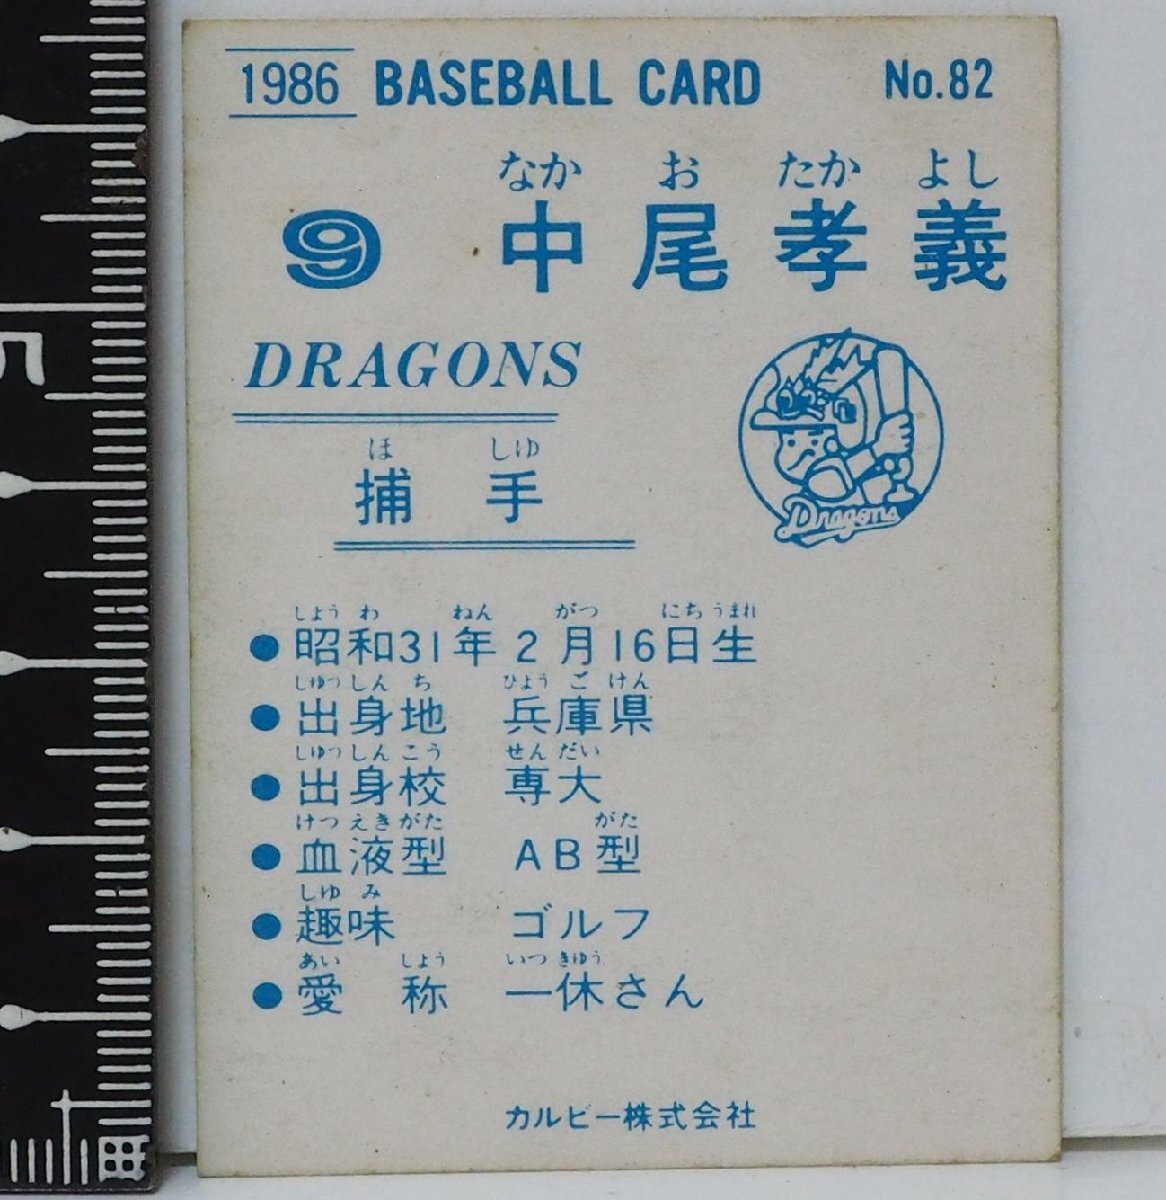 1986 BASEBALL CARD No.82
なか お たか よし
9 中尾孝義
DRAGONS
ほ しゅ
捕手
Dragons
しょう わ ねん がつ にち うまれ
●昭和31年2月16日生
しゅつ しん ち ひょう ご けん
●出身地 兵庫県
しゅつ しん こう せん だい
●出身校 専大
けつ えき がた がた
●血液型 AB型
しゅ み
●趣味 ゴルフ
あい しょう いっ きゅう
●愛称 一休さん
カルビー株式会社